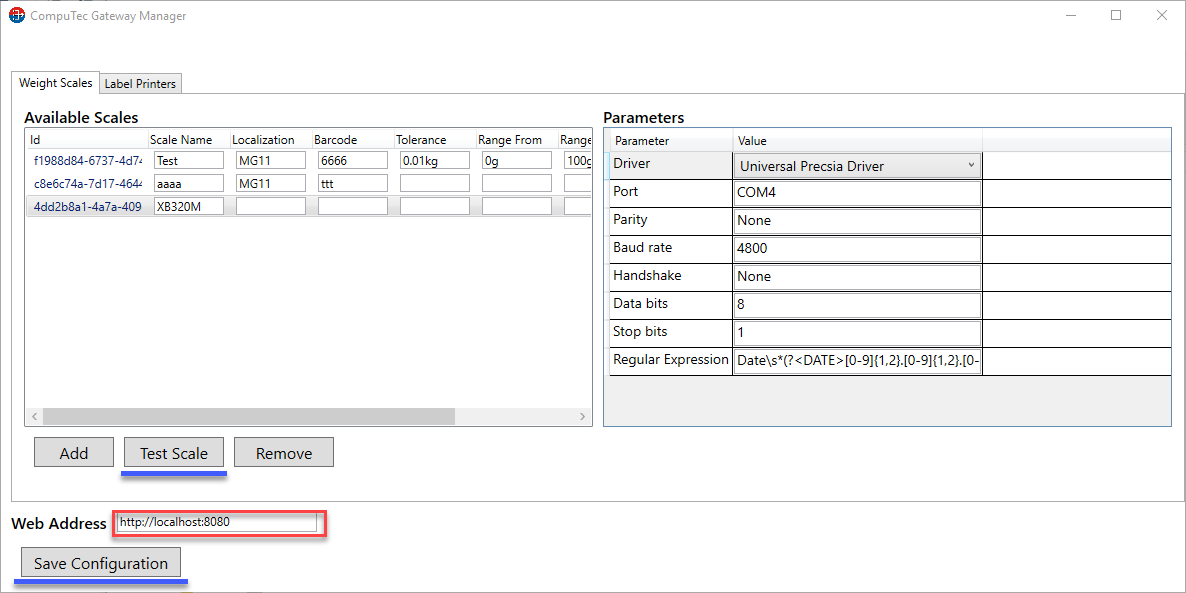 CompuTec Gateway Manager
Weight Scales Label Printers
Available Scales
Id Scale Name Localization Barcode Tolerance Range From Range
f1988d84-6737-4d74 Test MG11 6666 0.01kg 0g 100g
c8e6c74a-7d17-4644 aaaa MG11 ttt
4dd2b8a1-4a7a-409 XB320M
Add Test Scale Remove
Parameters
Parameter Value
Driver Universal Precsia Driver
Port COM4
Parity None
Baud rate 4800
Handshake None
Data bits 8
Stop bits 1
Regular Expression Date\s*(?<DATE>[0-9]{1,2}.[0-9]{1,2}.[0-
Web Address http://localhost:8080
Save Configuration